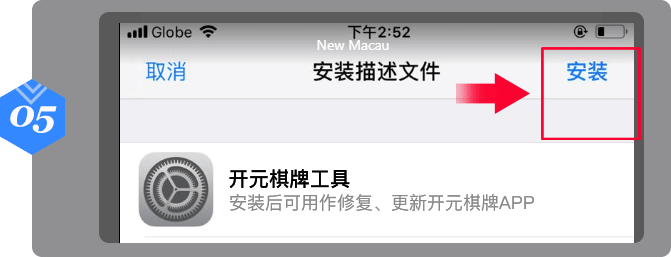 Globe
下午2:52
New Macau
取消
安装描述文件
安装
05
开元棋牌工具
安装后可用作修复、更新开元棋牌APP